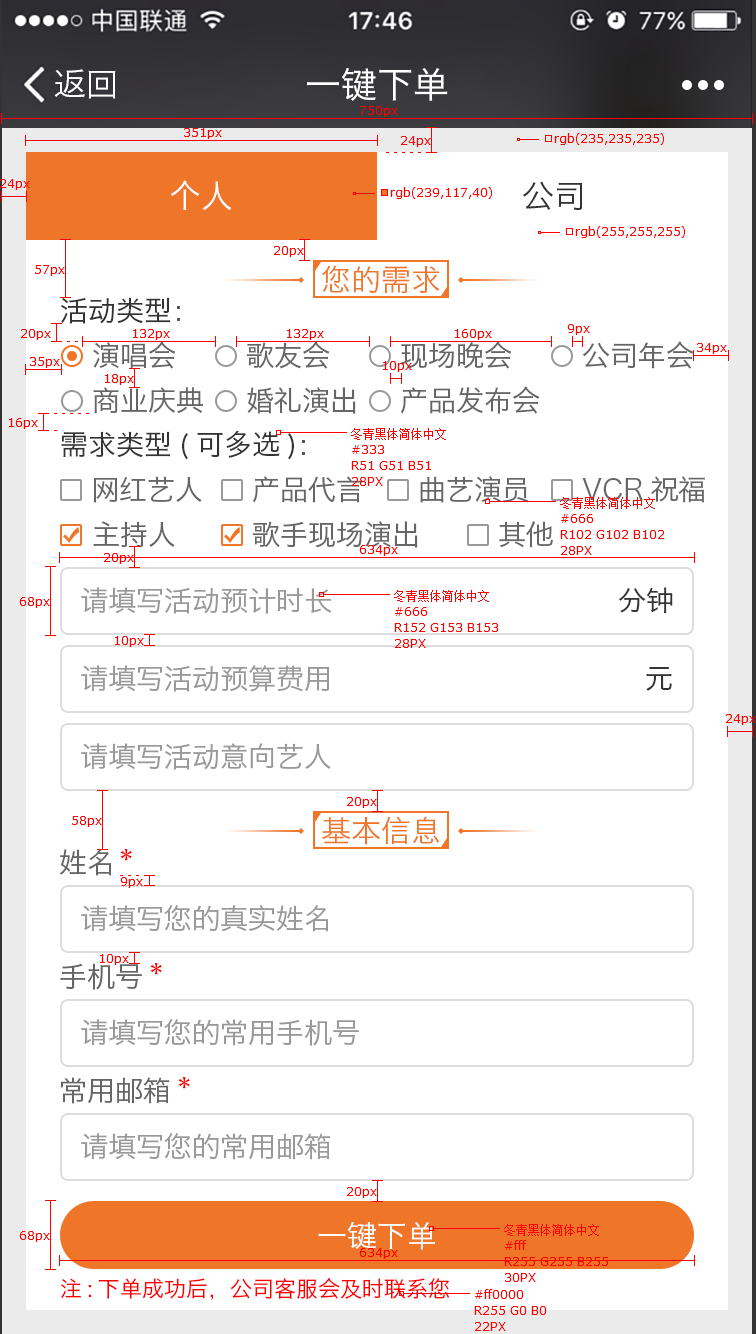 中国联通 17:46 77%
返回 一键下单
750px
351px 24px rgb(235,235,235)
24px 个人 rgb(239,117,40) 公司
rgb(255,255,255)
57px 20px 您的需求
活动类型：
20px 132px 132px 160px 9px
演唱会 歌友会 现场晚会 公司年会 34px
35px 18px 10px
商业庆典 婚礼演出 产品发布会
16px
需求类型（可多选）： 冬青黑体简体中文
#333
R51 G51 B51
28PX
网红艺人 产品代言 曲艺演员 VCR 祝福
冬青黑体简体中文
#666
R102 G102 B102
28PX
主持人 歌手现场演出 其他
20px 634px
68px 请填写活动预计时长 分钟
冬青黑体简体中文
#666
R152 G153 B153
28PX
10px
请填写活动预算费用 元
24px
请填写活动意向艺人
20px
58px 基本信息
姓名 *
9px
请填写您的真实姓名
10px
手机号 *
请填写您的常用手机号
常用邮箱 *
请填写您的常用邮箱
20px
68px 一键下单 冬青黑体简体中文
#fff
R255 G255 B255
30PX
634px
注：下单成功后，公司客服会及时联系您
#ff0000
R255 G0 B0
22PX